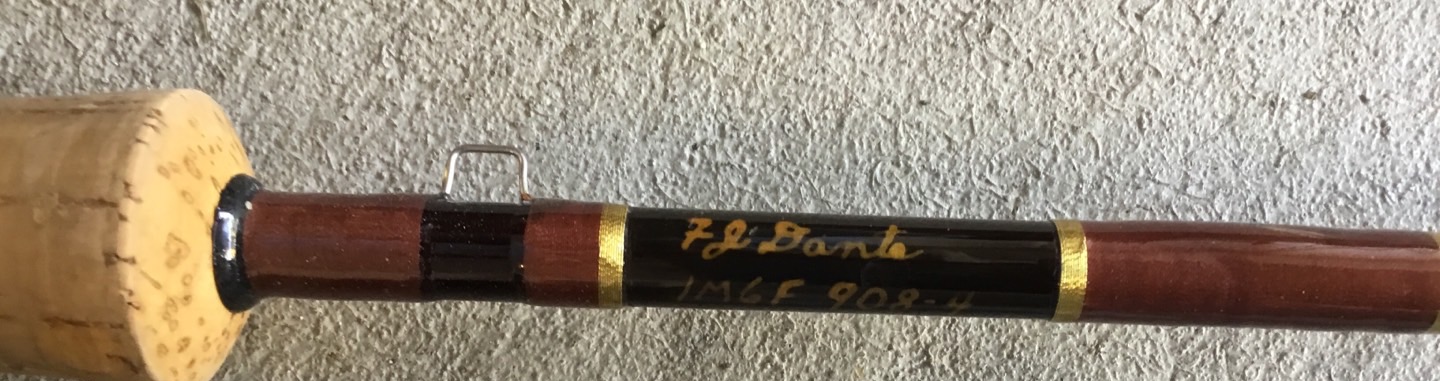 FJ Dante
IM6F 908-4